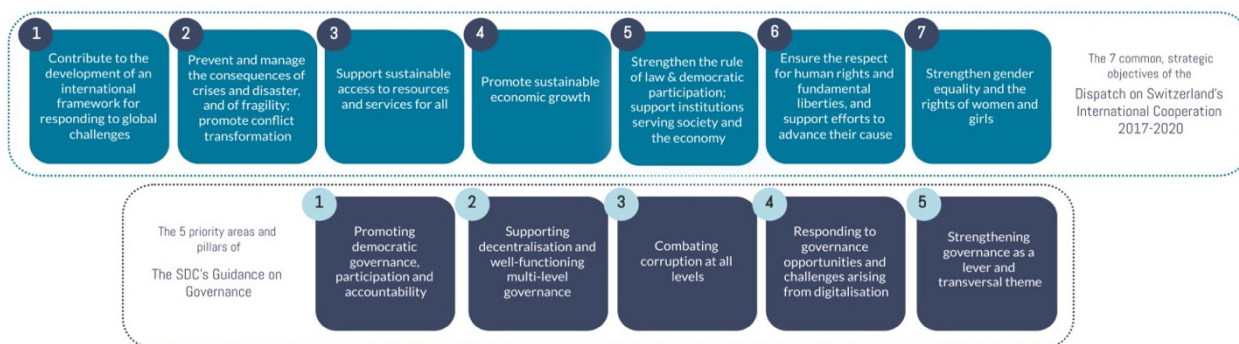 1
Contribute to the
development of an
international
framework for
responding to global
challenges
2
Prevent and manage
the consequences of
crises and disaster,
and of fragility;
promote conflict
transformation
3
Support sustainable
access to resources
and services for all
4
Promote sustainable
economic growth
5
Strengthen the rule
of law & democratic
participation;
support institutions
serving society and
the economy
6
Ensure the respect
for human rights and
fundamental
liberties, and
support efforts to
advance their cause
7
Strengthen gender
equality and the
rights of women and
girls
The 7 common, strategic
objectives of the
Dispatch on Switzerland's
International Cooperation
2017-2020
The 5 priority areas and
pillars of
The SDC's Guidance on
Governance
1
Promoting
democratic
governance,
participation and
accountability
2
Supporting
decentralisation and
well-functioning
multi-level
governance
3
Combating
corruption at all
levels
4
Responding to
governance
opportunities and
challenges arising
from digitalisation
5
Strengthening
governance as a
lever and
transversal theme